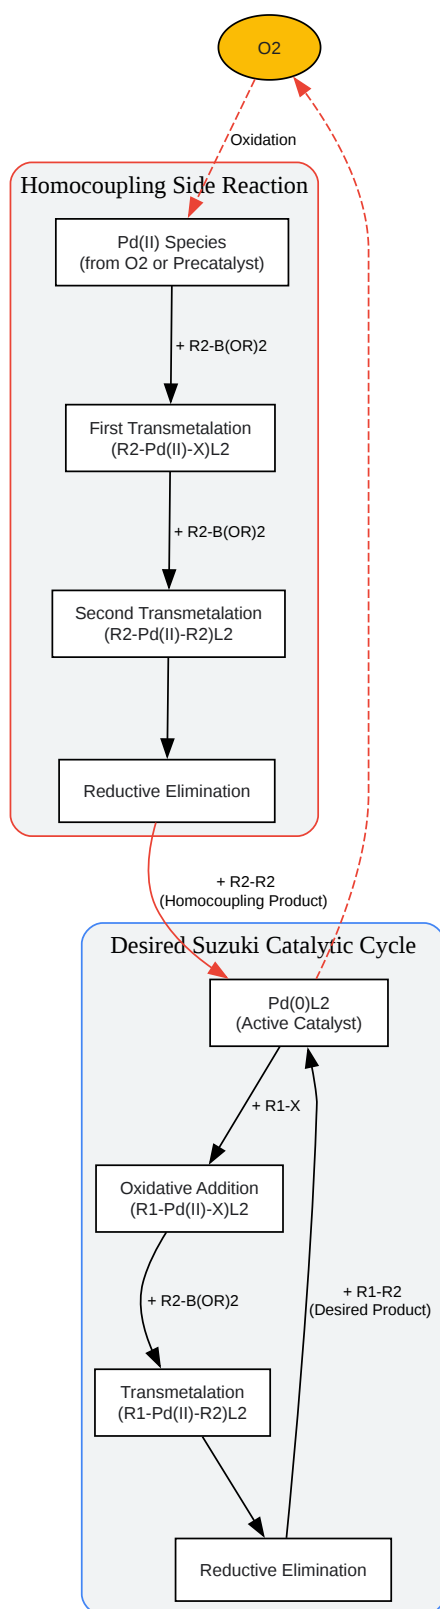 O2
Oxidation
Homocoupling Side Reaction
Pd(II) Species
(from O2 or Precatalyst)
+ R2-B(OR)2
First Transmetalation
(R2-Pd(II)-X)L2
+ R2-B(OR)2
Second Transmetalation
(R2-Pd(II)-R2)L2
Reductive Elimination
+ R2-R2
(Homocoupling Product)
Desired Suzuki Catalytic Cycle
Pd(0)L2
(Active Catalyst)
+ R1-X
Oxidative Addition
(R1-Pd(II)-X)L2
+ R1-R2
(Desired Product)
+ R2-B(OR)2
Transmetalation
(R1-Pd(II)-R2)L2
Reductive Elimination